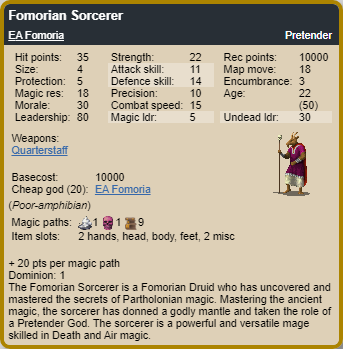 Fomorian Sorcerer
EA Fomoria Pretender
Hit points: 35 Strength: 22 Rec points: 10000
Size: 4 Attack skill: 11 Map move: 18
Protection: 5 Defence skill: 14 Encumbrance: 3
Magic res: 18 Precision: 10 Age: 22
Morale: 30 Combat speed: 15 (50)
Leadership: 80 Magic ldr: 5 Undead ldr: 30
Weapons:
Quarterstaff
Basecost: 10000
Cheap god (20): EA Fomoria
(Poor-amphibian)
Magic paths: 1 1 9
Item slots: 2 hands, head, body, feet, 2 misc
+ 20 pts per magic path
Dominion: 1
The Fomorian Sorcerer is a Fomorian Druid who has uncovered and
mastered the secrets of Partholonian magic. Mastering the ancient
magic, the sorcerer has donned a godly mantle and taken the role of
a Pretender God. The sorcerer is a powerful and versatile mage
skilled in Death and Air magic.